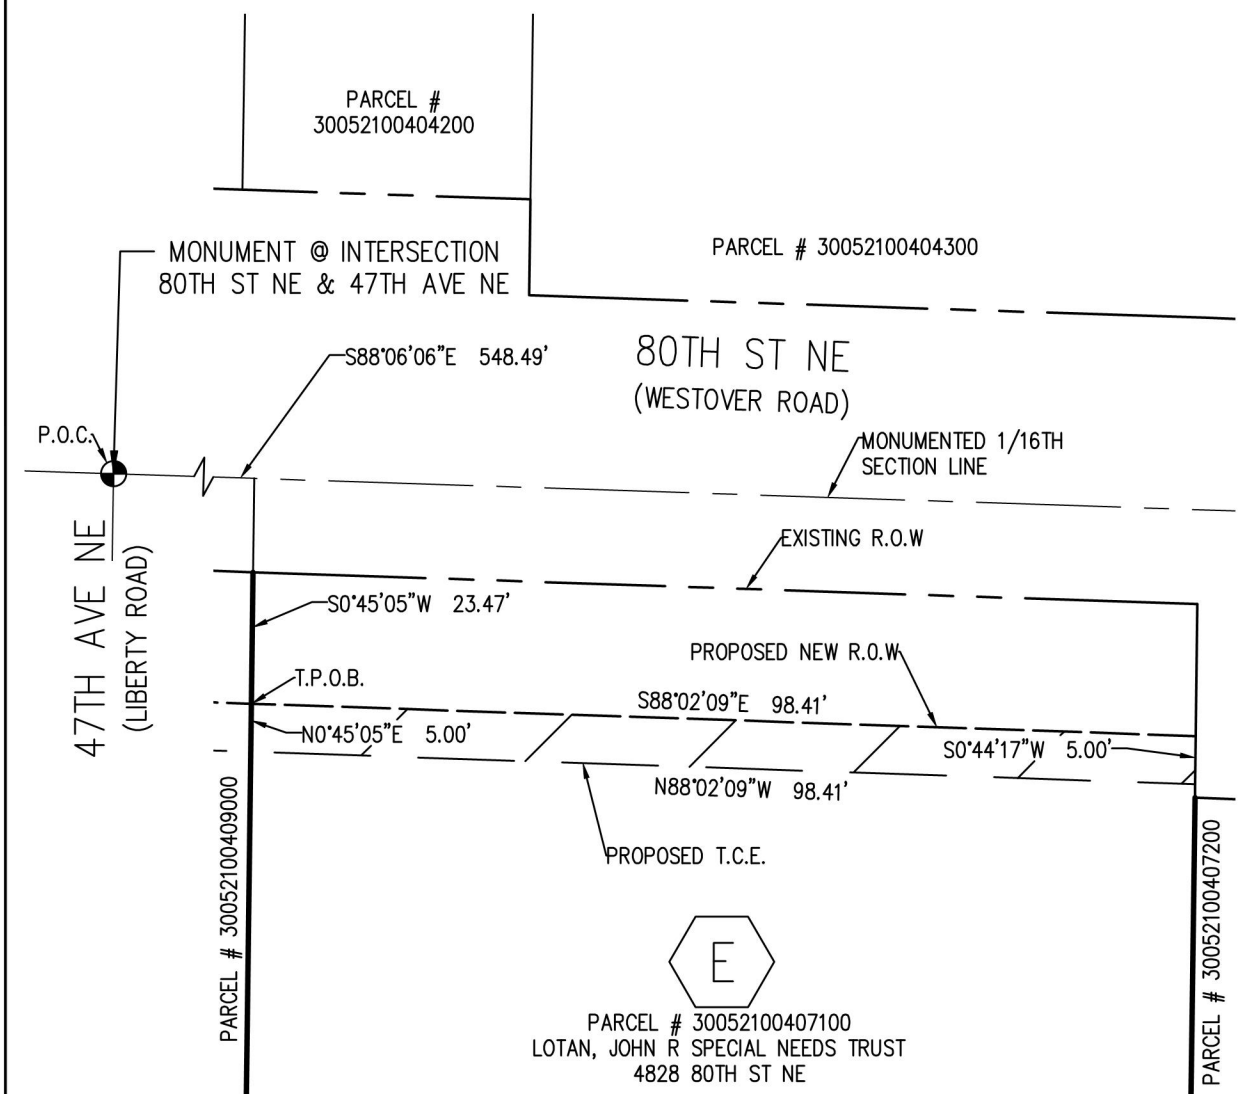 PARCEL #
30052100404200
MONUMENT @ INTERSECTION
80TH ST NE & 47TH AVE NE
PARCEL # 30052100404300
S88°06'06"E 548.49'
80TH ST NE
(WESTOVER ROAD)
P.O.C.
MONUMENTED 1/16TH
SECTION LINE
47TH AVE NE
(LIBERTY ROAD)
EXISTING R.O.W
S0°45'05"W 23.47'
PROPOSED NEW R.O.W
T.P.O.B.
S88°02'09"E 98.41'
N0°45'05"E 5.00'
S0°44'17"W 5.00'
N88°02'09"W 98.41'
PROPOSED T.C.E.
PARCEL # 30052100409000
PARCEL # 30052100407200
E
PARCEL # 30052100407100
LOTAN, JOHN R SPECIAL NEEDS TRUST
4828 80TH ST NE